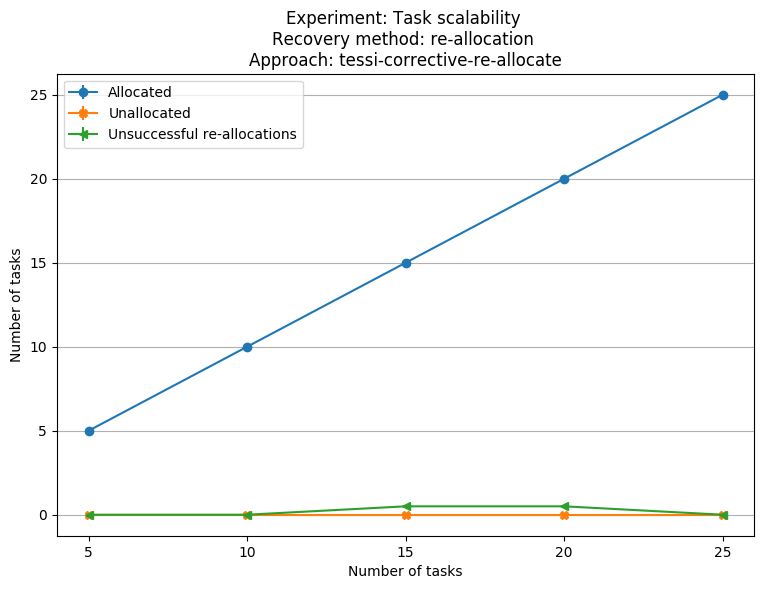 Experiment: Task scalability
Recovery method: re-allocation
Approach: tessi-corrective-re-allocate
Allocated
Unallocated
Unsuccessful re-allocations
Number of tasks
25
20
15
10
5
0
5 10 15 20 25
Number of tasks